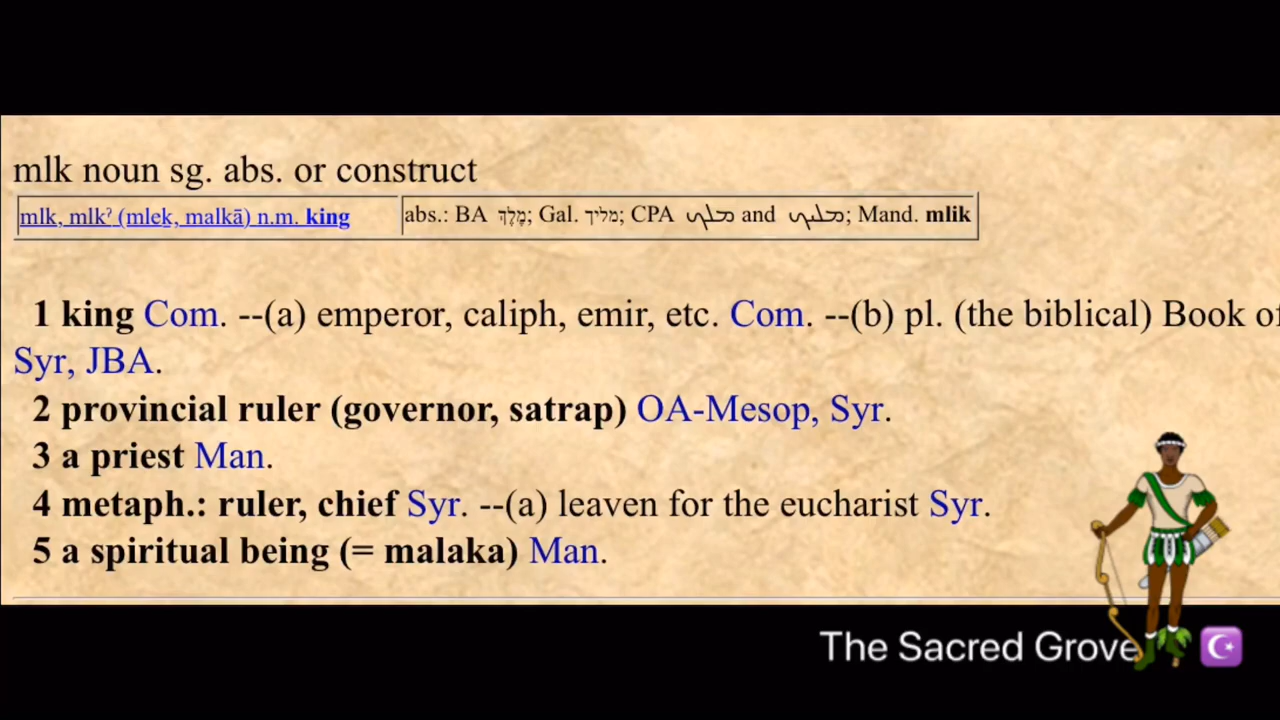 mlk noun sg. abs. or construct
mlk, mlkˀ (mleḵ, malkā) n.m. king abs.: BA מֶלֶךְ; Gal. מליך; CPA ܡܠܟ and ܡܠܝܟ; Mand. mlik
1 king Com. --(a) emperor, caliph, emir, etc. Com. --(b) pl. (the biblical) Book of
Syr, JBA.
2 provincial ruler (governor, satrap) OA-Mesop, Syr.
3 a priest Man.
4 metaph.: ruler, chief Syr. --(a) leaven for the eucharist Syr.
5 a spiritual being (= malaka) Man.
The Sacred Grove